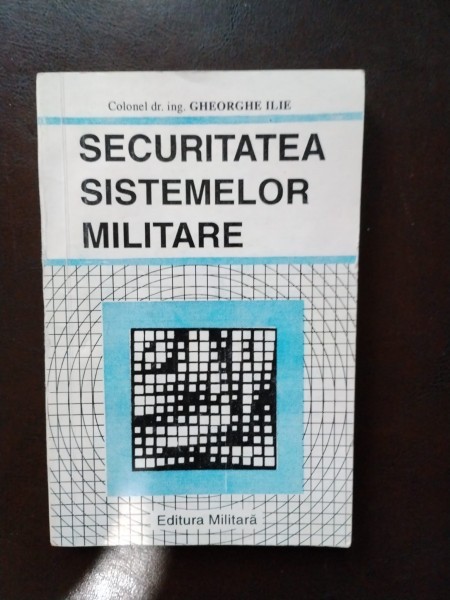 Colonel dr. ing. GHEORGHE ILIE
SECURITATEA
SISTEMELOR
MILITARE
Editura Militară